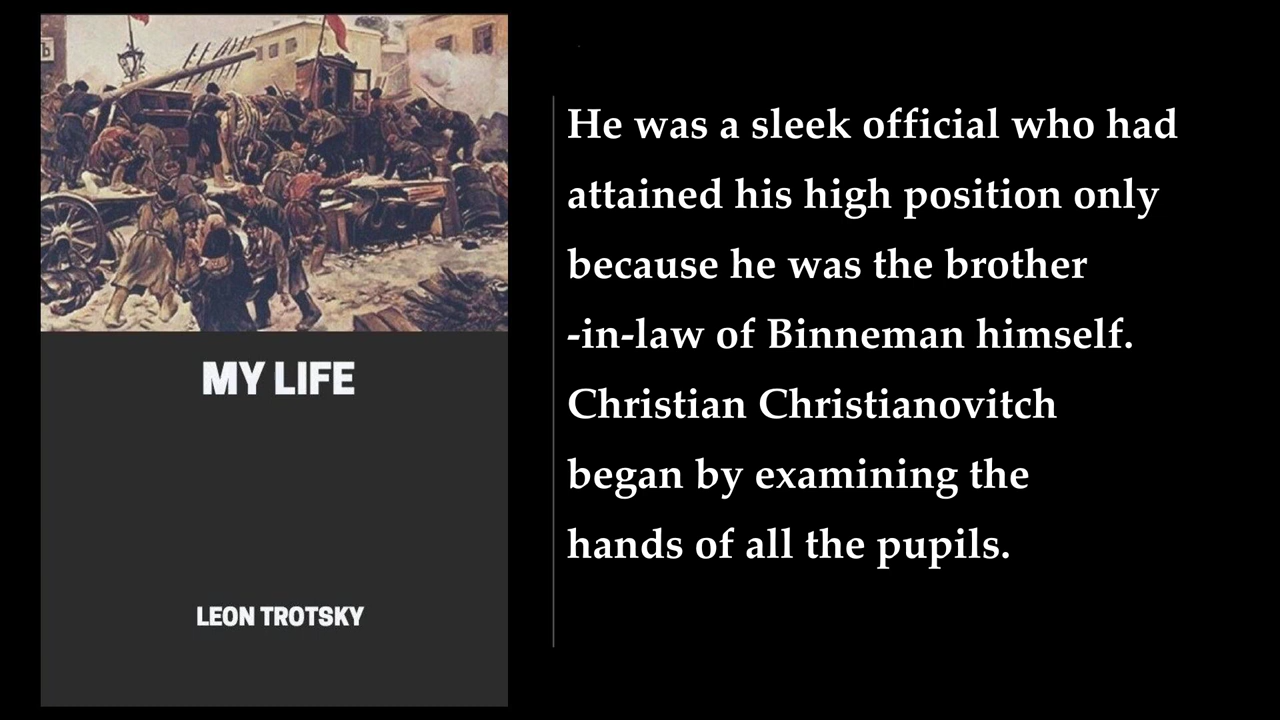 MY LIFE
LEON TROTSKY
He was a sleek official who had
attained his high position only
because he was the brother
-in-law of Binneman himself.
Christian Christianovitch
began by examining the
hands of all the pupils.